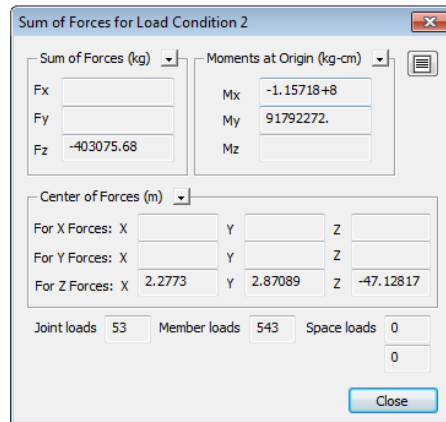 Sum of Forces for Load Condition 2
Sum of Forces (kg)
Fx
Fy
Fz -403075.68
Moments at Origin (kg-cm)
Mx -1.15718+8
My 91792272.
Mz
Center of Forces (m)
For X Forces: X Y Z
For Y Forces: X Y Z
For Z Forces: X 2.2773 Y 2.87089 Z -47.12817
Joint loads 53 Member loads 543 Space loads 0
0
Close